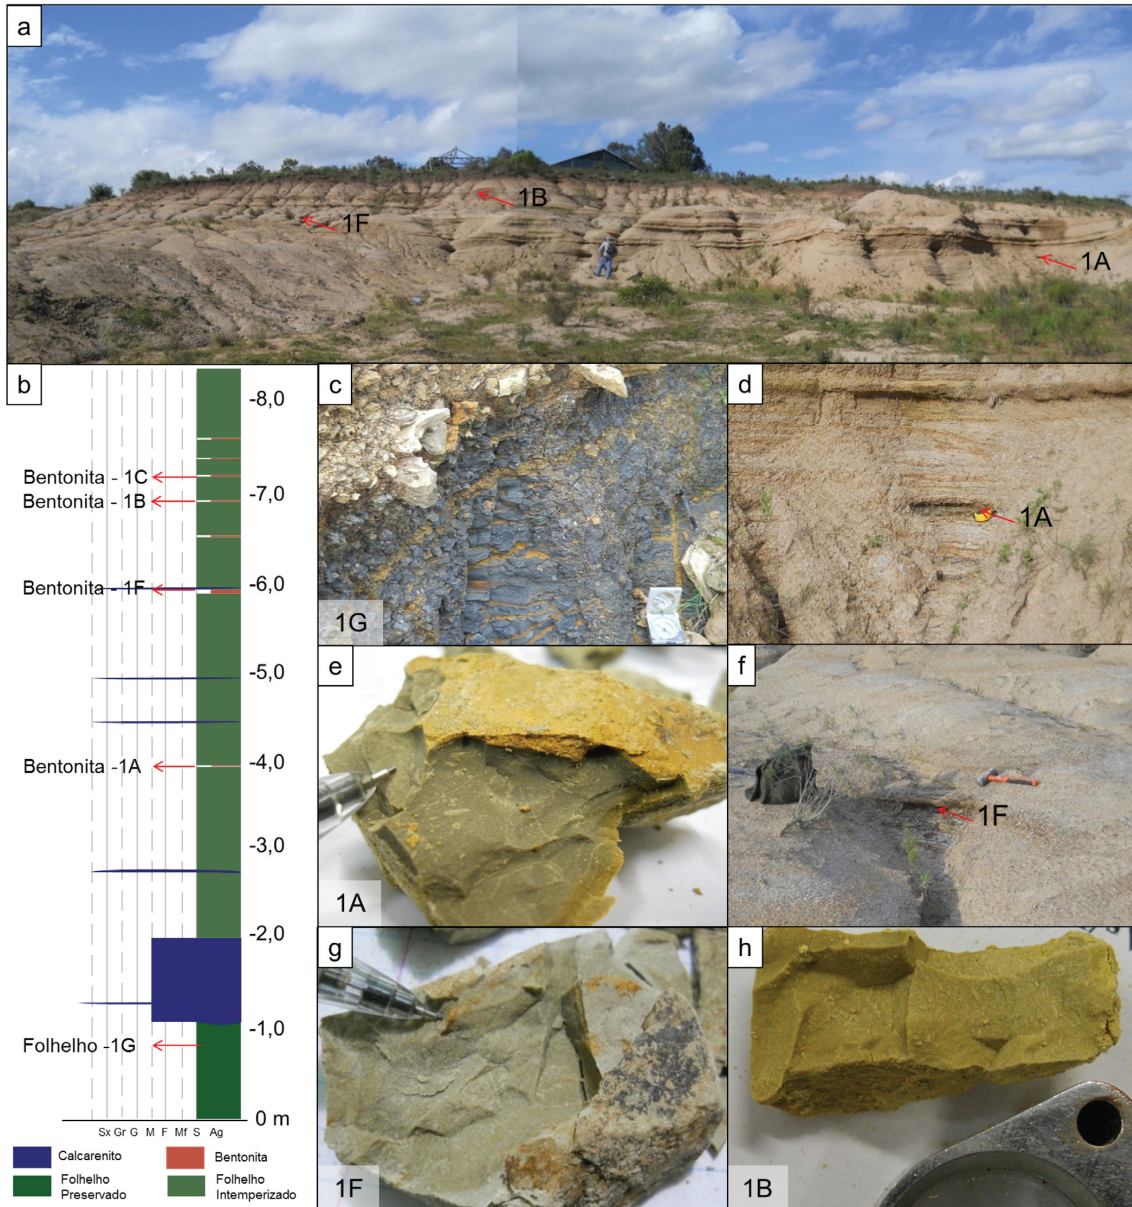 a
1B
1F
1A
b
-8,0
Bentonita - 1C
-7,0
Bentonita - 1B
Bentonita - 1F
-6,0
-5,0
Bentonita -1A
-4,0
-3,0
-2,0
-1,0
Folhelho -1G
0 m
Sx Gr G M F Mf S Ag
Calcarenito
Bentonita
Folhelho
Preservado
Folhelho
Intemperizado
c
1G
d
1A
e
1A
f
1F
g
1F
h
1B